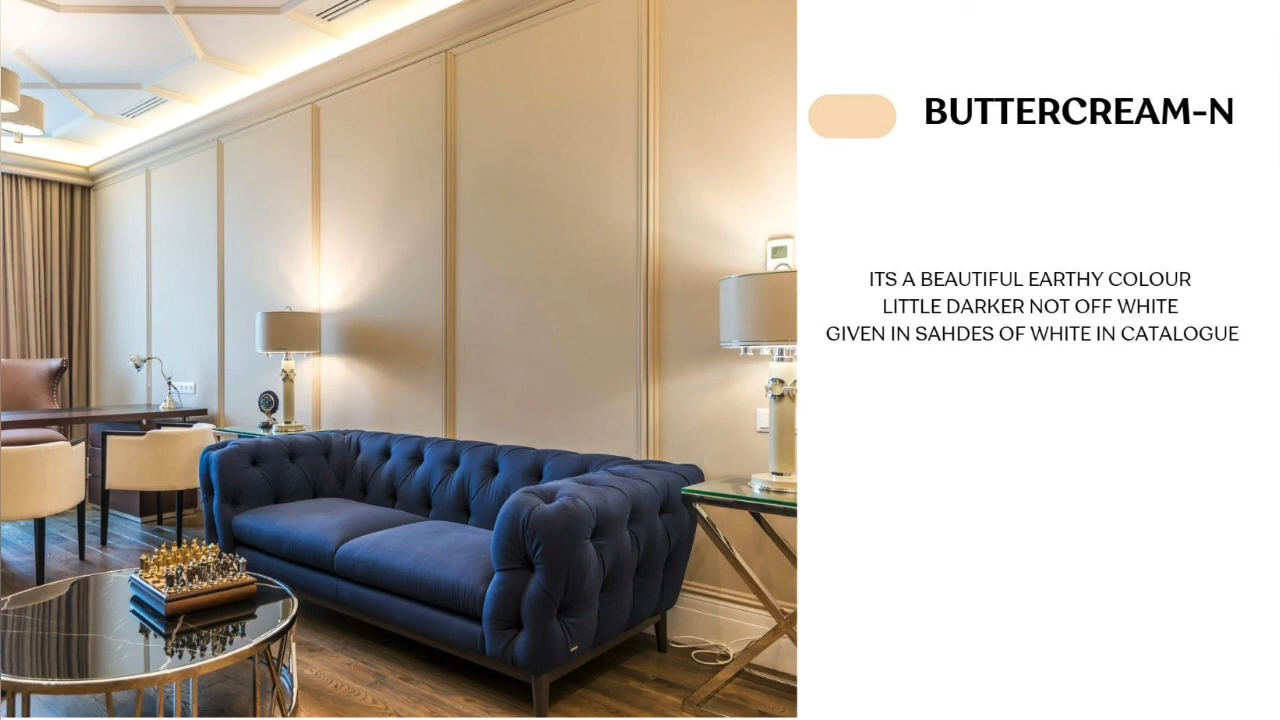 BUTTERCREAM-N
ITS A BEAUTIFUL EARTHY COLOUR
LITTLE DARKER NOT OFF WHITE
GIVEN IN SAHDES OF WHITE IN CATALOGUE